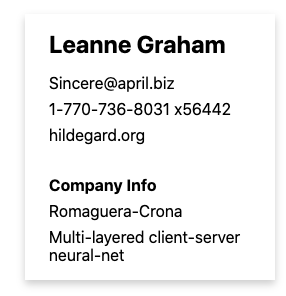 Leanne Graham
Sincere@april.biz
1-770-736-8031 x56442
hildegard.org
Company Info
Romaguera-Crona
Multi-layered client-server
neural-net